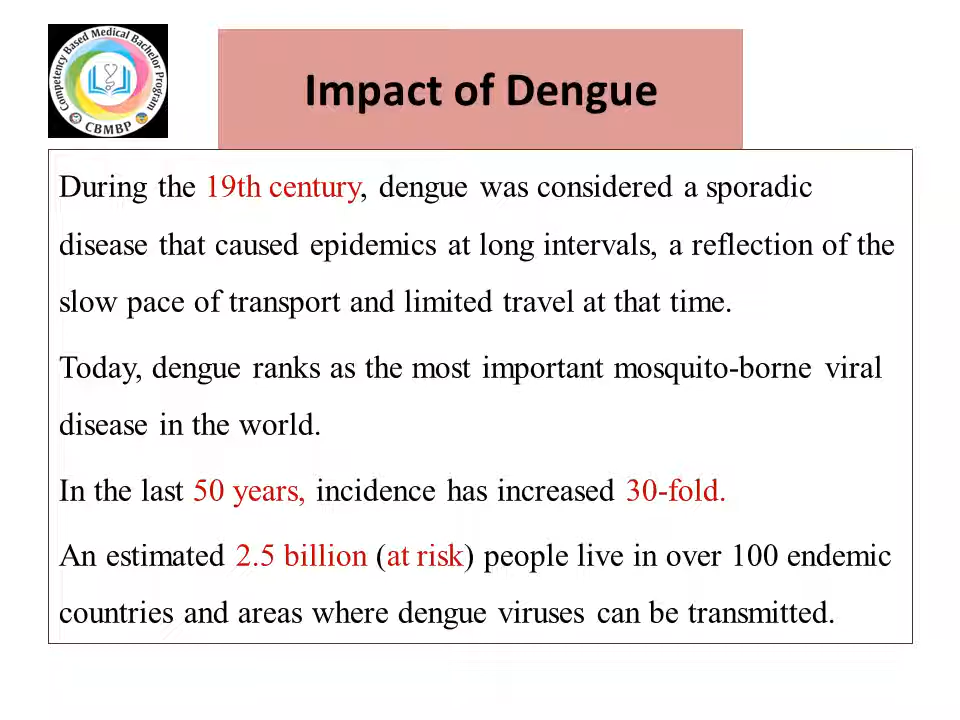 Competency Based Medical Bachelor Program
CBMBP
Impact of Dengue
During the 19th century, dengue was considered a sporadic
disease that caused epidemics at long intervals, a reflection of the
slow pace of transport and limited travel at that time.
Today, dengue ranks as the most important mosquito-borne viral
disease in the world.
In the last 50 years, incidence has increased 30-fold.
An estimated 2.5 billion (at risk) people live in over 100 endemic
countries and areas where dengue viruses can be transmitted.